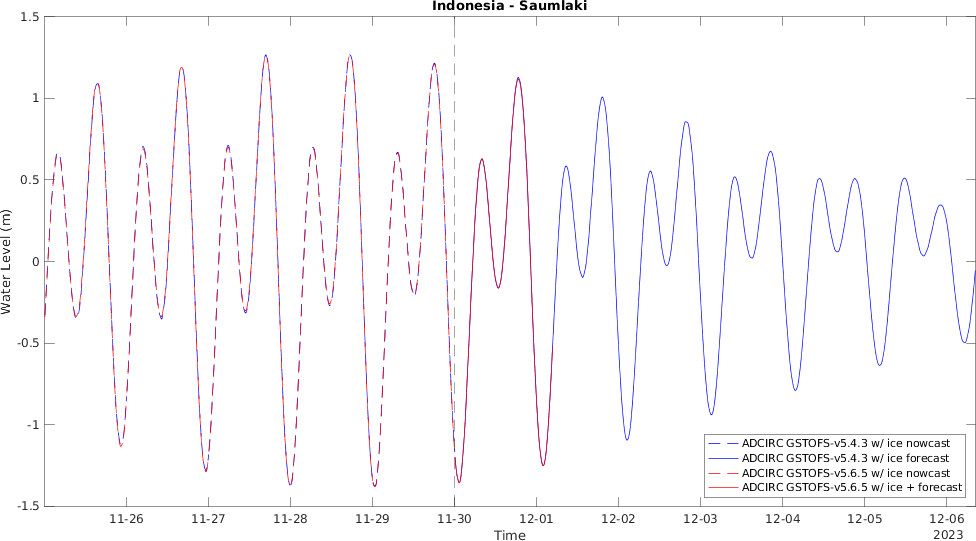 Indonesia - Saumlaki
1.5
1
0.5
0
-0.5
-1
-1.5
Water Level (m)
11-26 11-27 11-28 11-29 11-30 12-01 12-02 12-03 12-04 12-05 12-06
2023
Time
ADCIRC GSTOFS-v5.4.3 w/ ice nowcast
ADCIRC GSTOFS-v5.4.3 w/ ice forecast
ADCIRC GSTOFS-v5.6.5 w/ ice nowcast
ADCIRC GSTOFS-v5.6.5 w/ ice + forecast